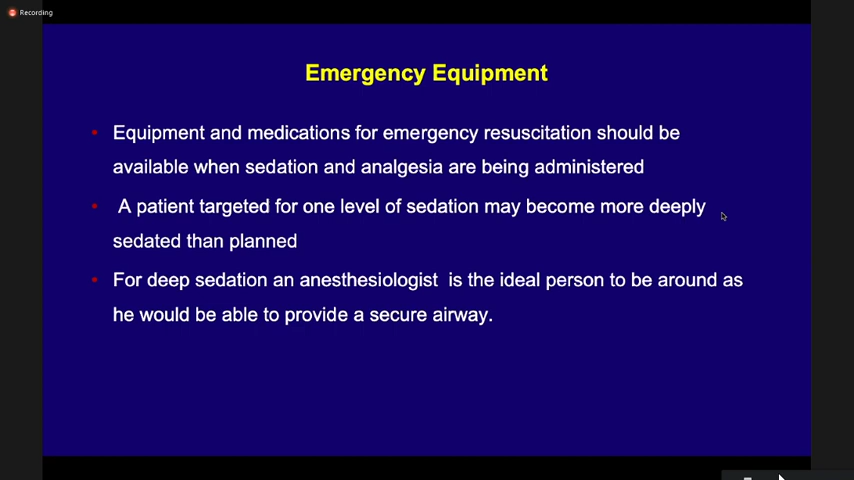 Recording
Emergency Equipment
Equipment and medications for emergency resuscitation should be
available when sedation and analgesia are being administered
A patient targeted for one level of sedation may become more deeply
sedated than planned
For deep sedation an anesthesiologist is the ideal person to be around as
he would be able to provide a secure airway.